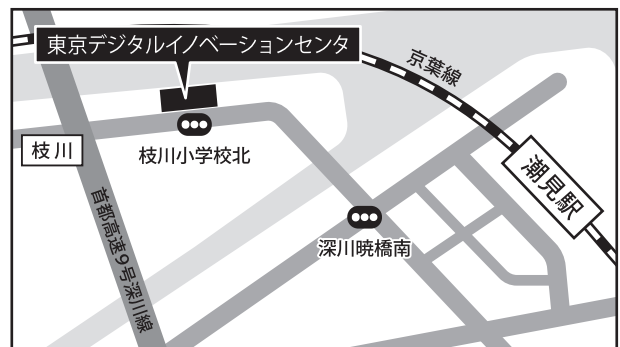 東京デジタルイノベーションセンタ
京葉線
枝川
枝川小学校北
潮見駅
首都高速9号深川線
深川暁橋南